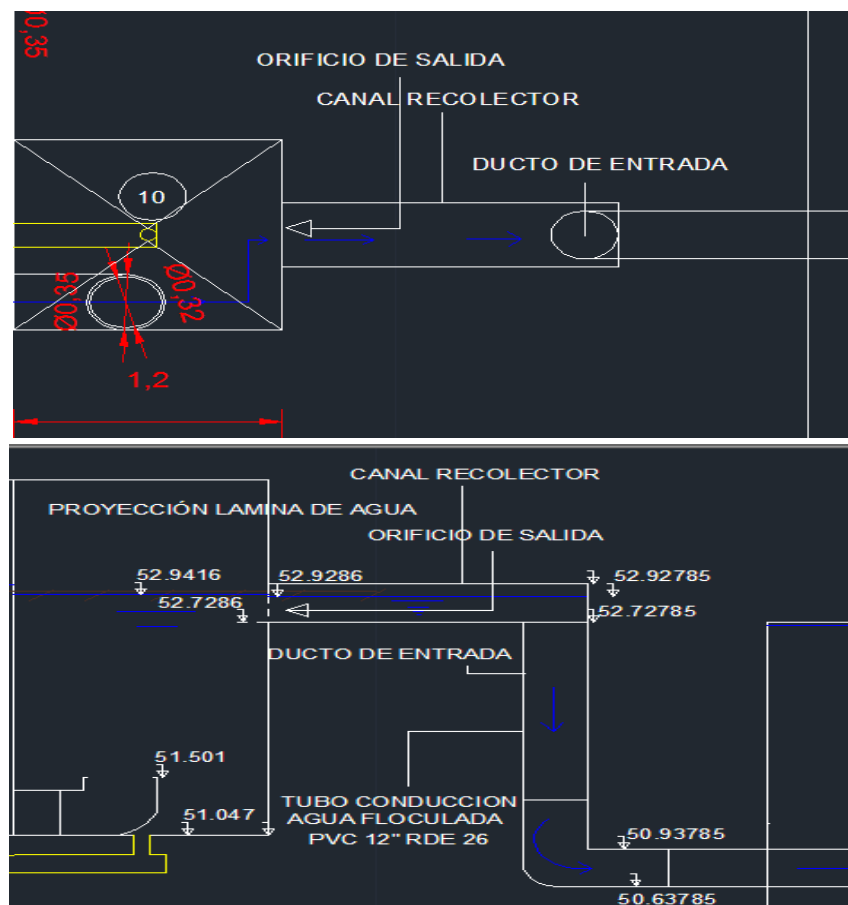 0,35
ORIFICIO DE SALIDA
CANAL RECOLECTOR
DUCTO DE ENTRADA
10
Ø0,35
Ø0,32
1,2
CANAL RECOLECTOR
PROYECCIÓN LAMINA DE AGUA
ORIFICIO DE SALIDA
52.9416
52.9286
52.92785
52.7286
52.72785
DUCTO DE ENTRADA
51.501
51.047
TUBO CONDUCCION
AGUA FLOCULADA
PVC 12" RDE 26
50.93785
50.63785